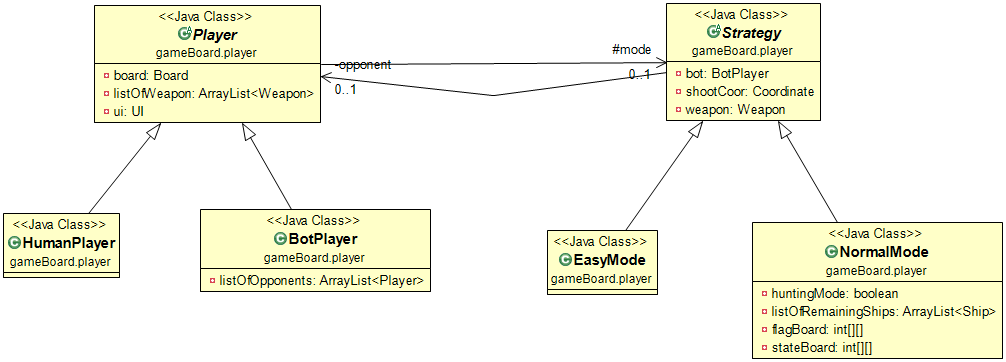 <<Java Class>>
Player
gameBoard.player
board: Board
listOfWeapon: ArrayList<Weapon>
ui: UI
-opponent
0..1
#mode
0..1
<<Java Class>>
Strategy
gameBoard.player
bot: BotPlayer
shootCoor: Coordinate
weapon: Weapon
<<Java Class>>
HumanPlayer
gameBoard.player
<<Java Class>>
BotPlayer
gameBoard.player
listOfOpponents: ArrayList<Player>
<<Java Class>>
EasyMode
gameBoard.player
<<Java Class>>
NormalMode
gameBoard.player
huntingMode: boolean
listOfRemainingShips: ArrayList<Ship>
flagBoard: int[][]
stateBoard: int[][]